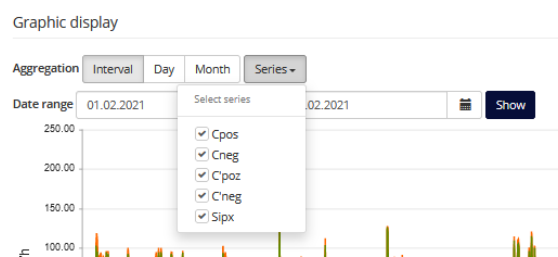 Graphic display
Aggregation Interval Day Month Series
Date range 01.02.2021 .02.2021 Show
Select series
Cpos
Cneg
C'poz
C'neg
Sipx
250.00
200.00
150.00
100.00